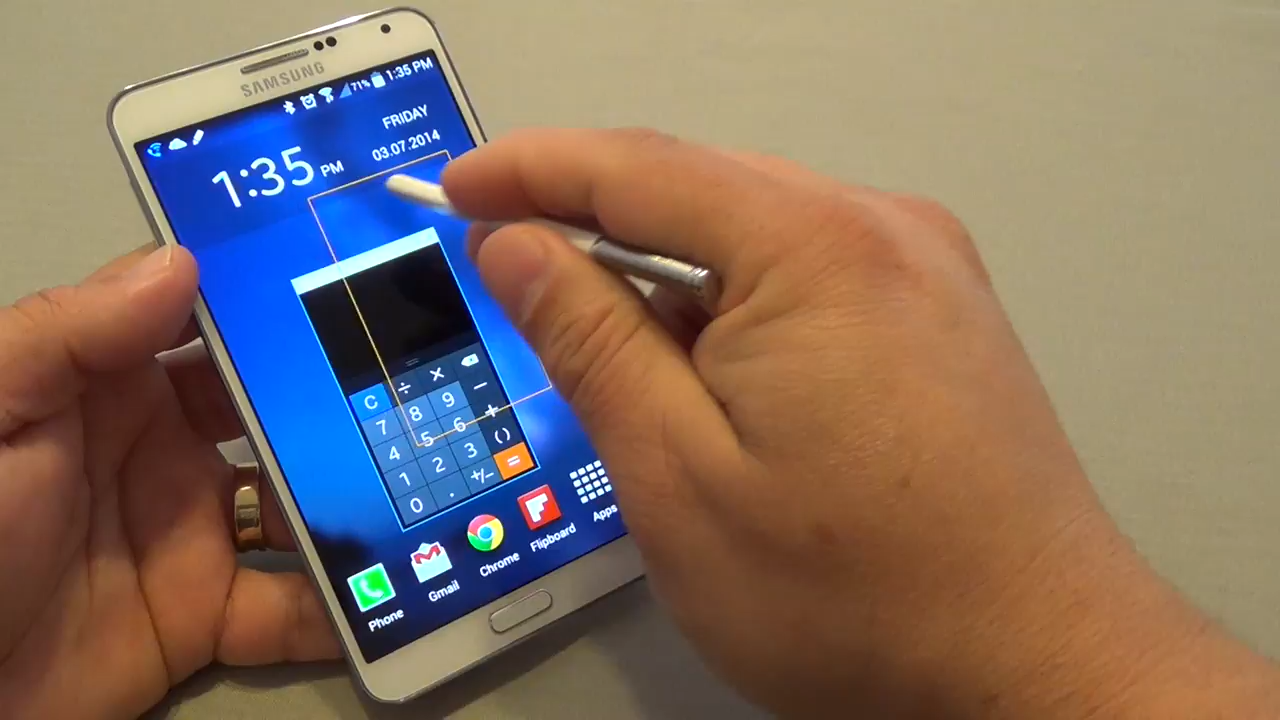 SAMSUNG
71% 1:35 PM
FRIDAY
03.07.2014
1:35 PM
C ÷ ×
7 8 9 −
4 5 6 +
1 2 3 ()
0 . +/- =
Phone
Gmail
Chrome
Flipboard
Apps